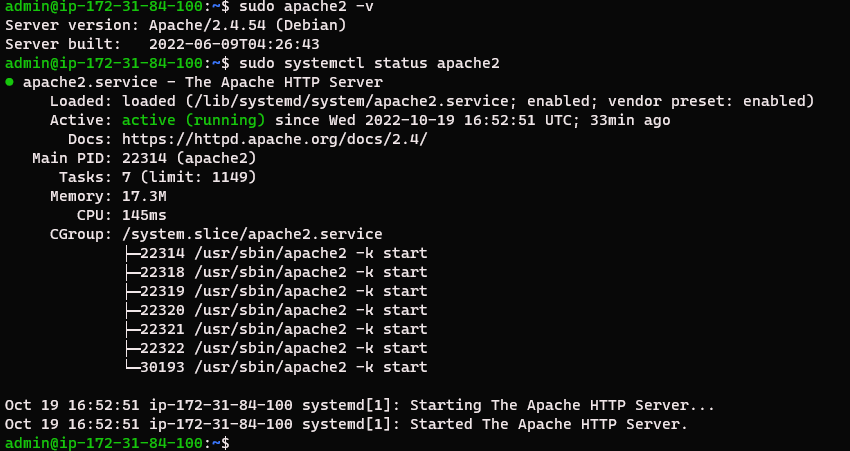 admin@ip-172-31-84-100:~$ sudo apache2 -v
Server version: Apache/2.4.54 (Debian)
Server built:   2022-06-09T04:26:43
admin@ip-172-31-84-100:~$ sudo systemctl status apache2
● apache2.service - The Apache HTTP Server
     Loaded: loaded (/lib/systemd/system/apache2.service; enabled; vendor preset: enabled)
     Active: active (running) since Wed 2022-10-19 16:52:51 UTC; 33min ago
       Docs: https://httpd.apache.org/docs/2.4/
   Main PID: 22314 (apache2)
      Tasks: 7 (limit: 1149)
     Memory: 17.3M
        CPU: 145ms
     CGroup: /system.slice/apache2.service
             ├─22314 /usr/sbin/apache2 -k start
             ├─22318 /usr/sbin/apache2 -k start
             ├─22319 /usr/sbin/apache2 -k start
             ├─22320 /usr/sbin/apache2 -k start
             ├─22321 /usr/sbin/apache2 -k start
             ├─22322 /usr/sbin/apache2 -k start
             └─30193 /usr/sbin/apache2 -k start

Oct 19 16:52:51 ip-172-31-84-100 systemd[1]: Starting The Apache HTTP Server...
Oct 19 16:52:51 ip-172-31-84-100 systemd[1]: Started The Apache HTTP Server.
admin@ip-172-31-84-100:~$